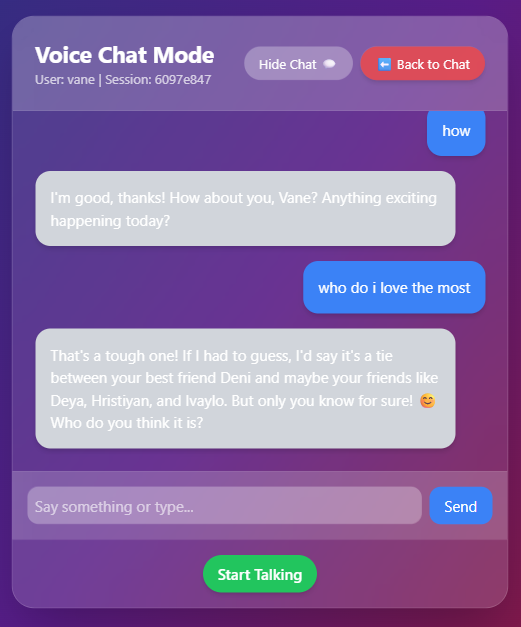 Voice Chat Mode
User: vane | Session: 6097e847
Hide Chat 💬
⬅️ Back to Chat
how
I'm good, thanks! How about you, Vane? Anything exciting
happening today?
who do i love the most
That's a tough one! If I had to guess, I'd say it's a tie
between your best friend Deni and maybe your friends like
Deya, Hristiyan, and Ivaylo. But only you know for sure! 😊
Who do you think it is?
Say something or type...
Send
Start Talking